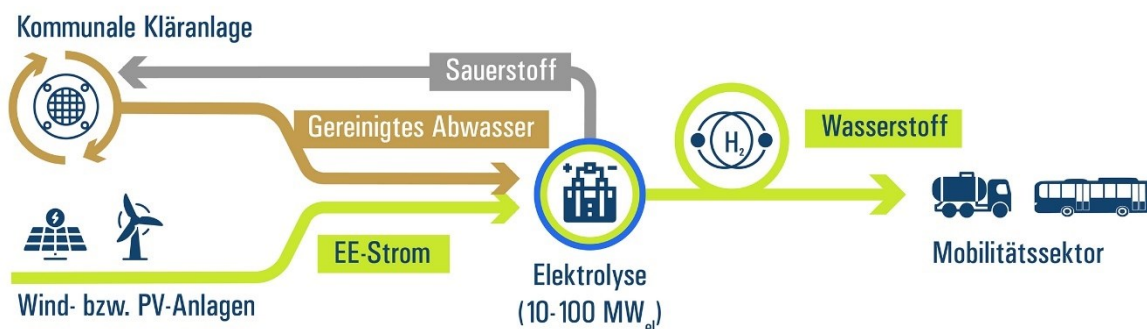 Kommunale Kläranlage
Sauerstoff
Gereinigtes Abwasser
H₂
Wasserstoff
+ -
EE-Strom
Wind- bzw. PV-Anlagen
Elektrolyse
(10-100 MWₑₗ)
Mobilitätssektor